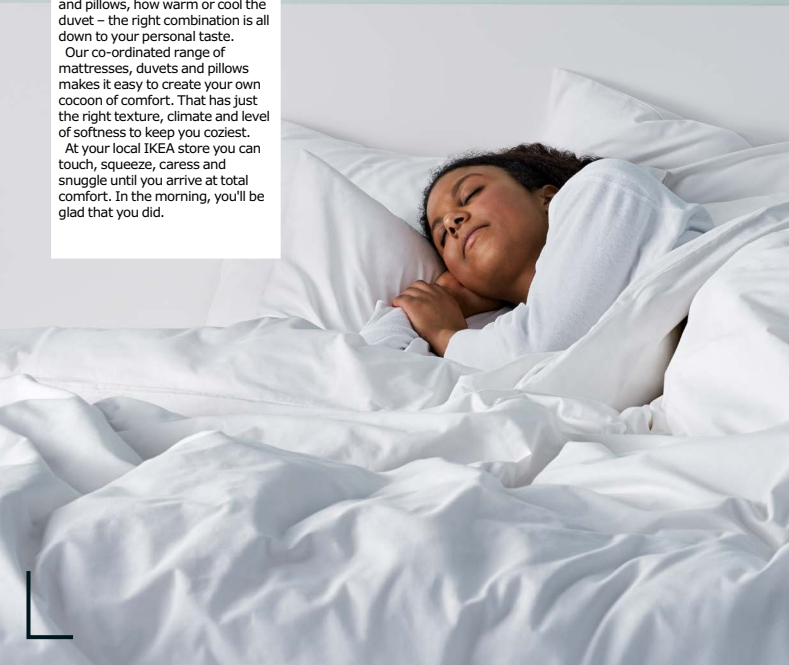 and pillows, how warm or cool the
duvet – the right combination is all
down to your personal taste.
Our co-ordinated range of
mattresses, duvets and pillows
makes it easy to create your own
cocoon of comfort. That has just
the right texture, climate and level
of softness to keep you coziest.
At your local IKEA store you can
touch, squeeze, caress and
snuggle until you arrive at total
comfort. In the morning, you'll be
glad that you did.